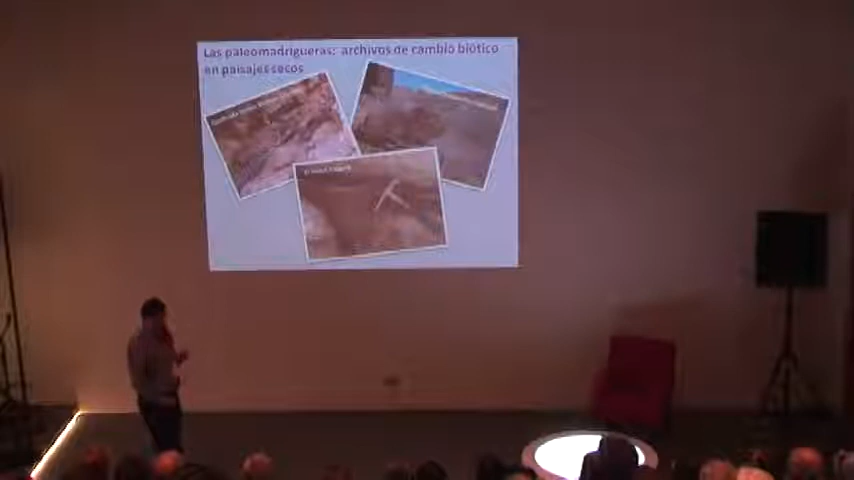 Las paleomadrigueras: archivos de cambio biótico
en paisajes secos